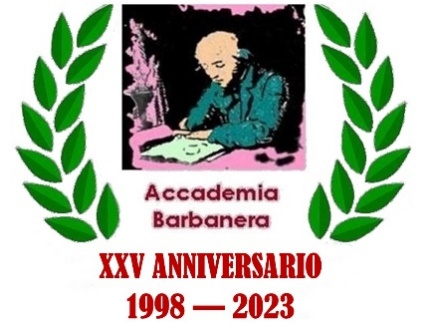 Accademia
Barbanera
XXV ANNIVERSARIO
1998 — 2023